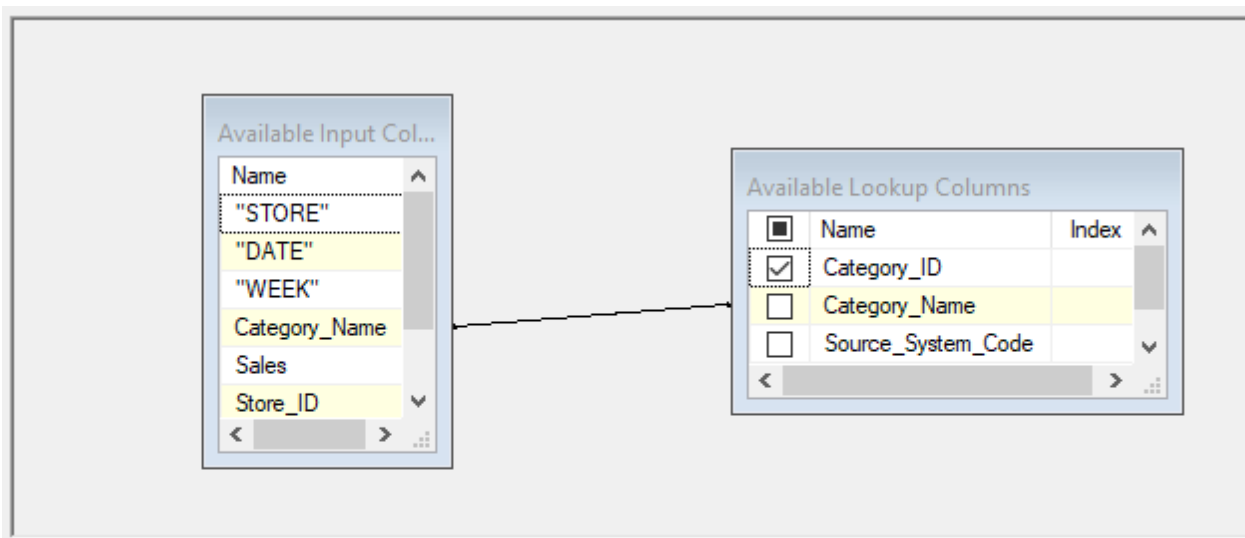 Available Input Col...
Name
"STORE"
"DATE"
"WEEK"
Category_Name
Sales
Store_ID
Available Lookup Columns
Name Index
Category_ID
Category_Name
Source_System_Code